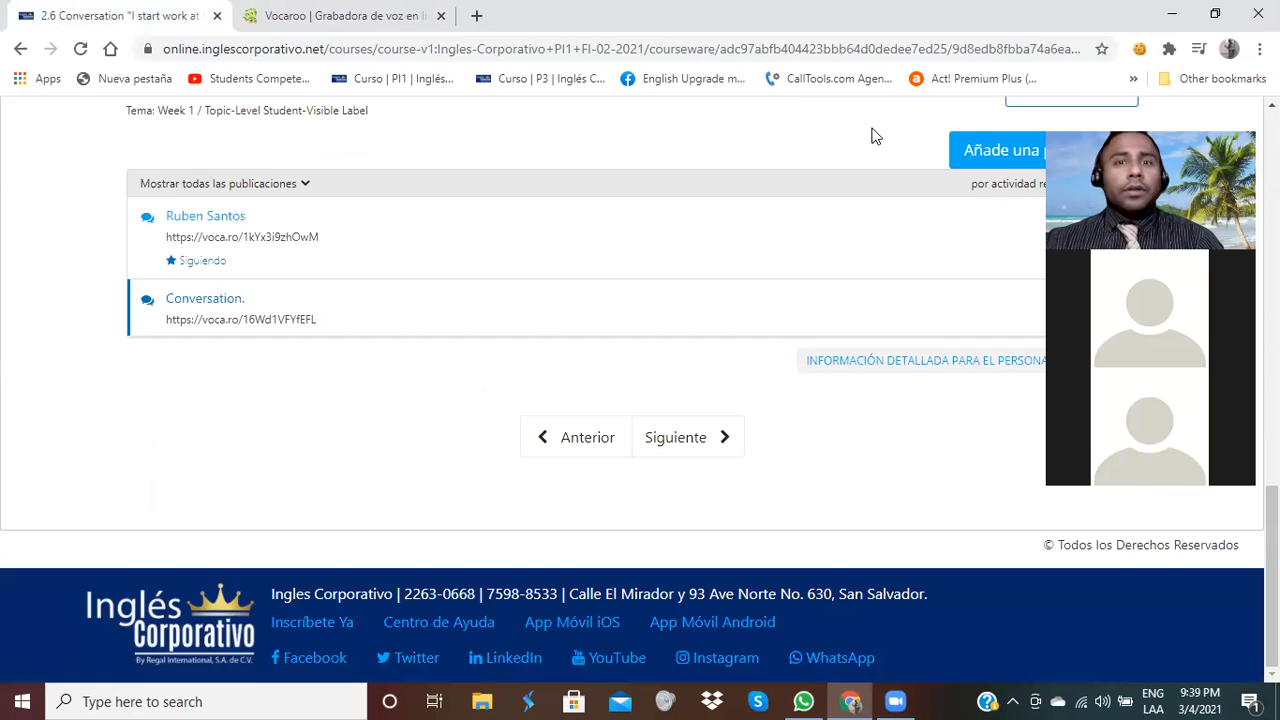 2.6 Conversation "I start work at
Vocaroo | Grabadora de voz en lí
online.inglescorporativo.net/courses/course-v1:Ingles-Corporativo+PI1+FI-02-2021/courseware/adc97abfb404423bbb64d0dedee7ed25/9d8edb8fbba74a6ea...
Apps Nueva pestaña Students Compete... Curso | PI1 | Inglés... Curso | P3 | Inglés C... English Upgrade m... CallTools.com Agen... Act! Premium Plus (... » Other bookmarks
Tema: Week 1 / Topic-Level Student-Visible Label
Añade una p
Mostrar todas las publicaciones por actividad re
Ruben Santos
https://voca.ro/1kYx3i9zhOwM
Siguiendo
Conversation.
https://voca.ro/16Wd1VFYfEFL
INFORMACIÓN DETALLADA PARA EL PERSONA
Anterior Siguiente
© Todos los Derechos Reservados
Inglés
Corporativo
By Regal International, S.A. de C.V.
Ingles Corporativo | 2263-0668 | 7598-8533 | Calle El Mirador y 93 Ave Norte No. 630, San Salvador.
Inscríbete Ya Centro de Ayuda App Móvil iOS App Móvil Android
Facebook Twitter LinkedIn YouTube Instagram WhatsApp
Type here to search
ENG 9:39 PM
LAA 3/4/2021